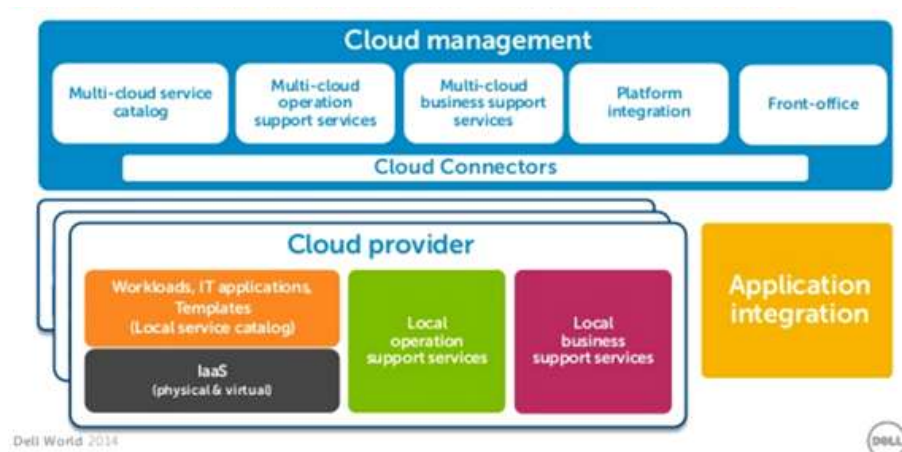 Cloud management
Multi-cloud service
catalog
Multi-cloud
operation
support services
Multi-cloud
business support
services
Platform
integration
Front-office
Cloud Connectors
Cloud provider
Workloads, IT applications,
Templates
(Local service catalog)
IaaS
(physical & virtual)
Local
operation
support services
Local
business
support services
Application
integration
Dell World 2014
DELL